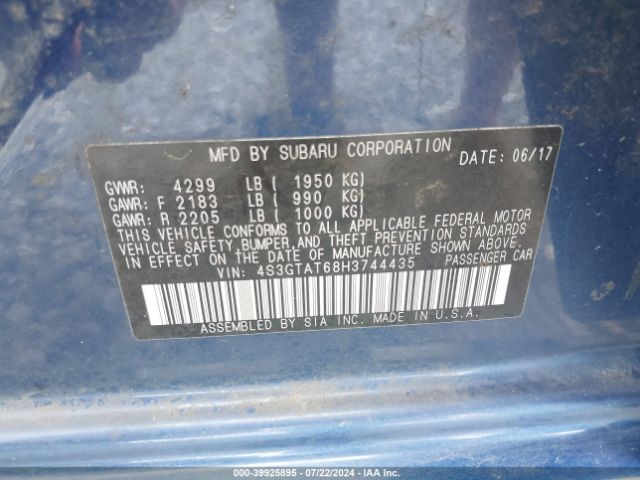 MFD BY SUBARU CORPORATION DATE: 06/17
GVWR: 4299 LB ( 1950 KG)
GAWR: F 2183 LB ( 990 KG)
GAWR: R 2205 LB ( 1000 KG)
THIS VEHICLE CONFORMS TO ALL APPLICABLE FEDERAL MOTOR
VEHICLE SAFETY, BUMPER, AND THEFT PREVENTION STANDARDS
IN EFFECT ON THE DATE OF MANUFACTURE SHOWN ABOVE.
VIN: 4S3GTAT68H3744435 PASSENGER CAR
ASSEMBLED BY SIA INC. MADE IN U.S.A.
000-39925895 - 07/22/2024 - IAA Inc.